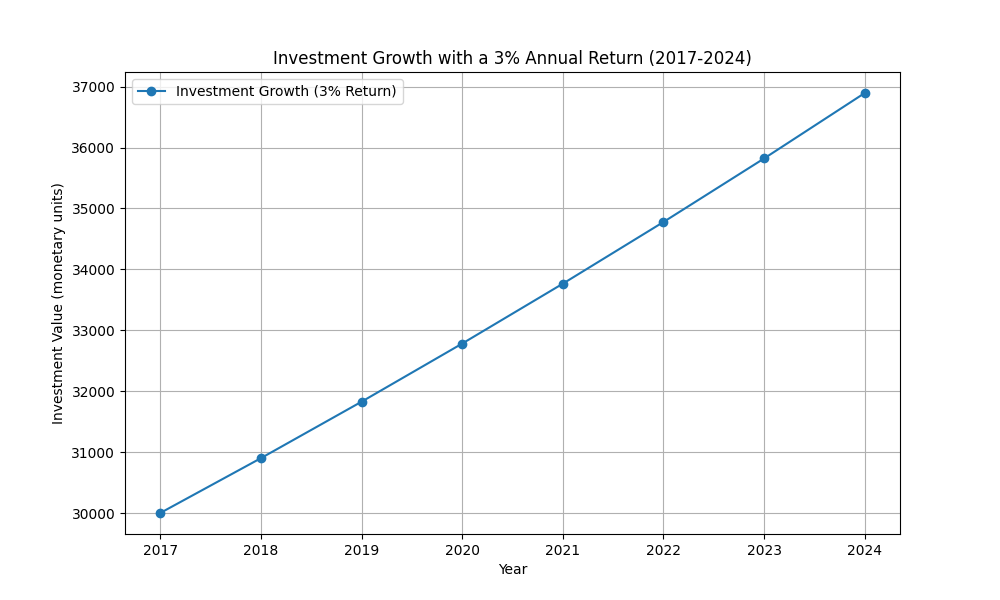 Investment Growth with a 3% Annual Return (2017-2024)
Investment Growth (3% Return)
Investment Value (monetary units)
37000
36000
35000
34000
33000
32000
31000
30000
2017 2018 2019 2020 2021 2022 2023 2024
Year